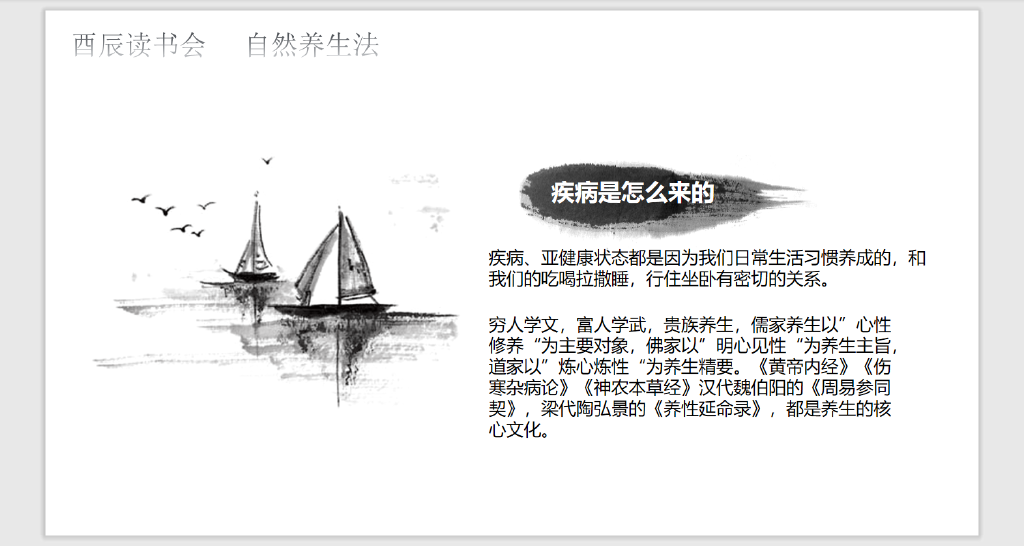 酉辰读书会 自然养生法
疾病是怎么来的
疾病、亚健康状态都是因为我们日常生活习惯养成的，和
我们的吃喝拉撒睡，行住坐卧有密切的关系。
穷人学文，富人学武，贵族养生，儒家养生以”心性
修养“为主要对象，佛家以”明心见性“为养生主旨，
道家以”炼心炼性“为养生精要。《黄帝内经》《伤
寒杂病论》《神农本草经》汉代魏伯阳的《周易参同
契》，梁代陶弘景的《养性延命录》，都是养生的核
心文化。